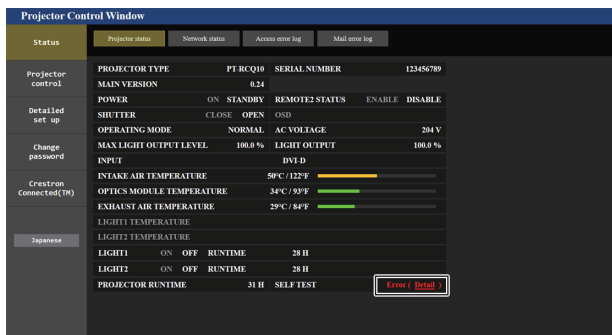 Projector Control Window
Status
Projector status
Network status
Access error log
Mail error log
Projector control
Detailed set up
Change password
Crestron Connected(TM)
Japanese
PROJECTOR TYPE PT-RCQ10 SERIAL NUMBER 123456789
MAIN VERSION 0.24
POWER ON STANDBY REMOTE2 STATUS ENABLE DISABLE
SHUTTER CLOSE OPEN OSD
OPERATING MODE NORMAL AC VOLTAGE 204 V
MAX LIGHT OUTPUT LEVEL 100.0 % LIGHT OUTPUT 100.0 %
INPUT DVI-D
INTAKE AIR TEMPERATURE 50°C / 122°F
OPTICS MODULE TEMPERATURE 34°C / 93°F
EXHAUST AIR TEMPERATURE 29°C / 84°F
LIGHT1 TEMPERATURE
LIGHT2 TEMPERATURE
LIGHT1 ON OFF RUNTIME 28 H
LIGHT2 ON OFF RUNTIME 28 H
PROJECTOR RUNTIME 31 H SELF TEST Error ( Detail )